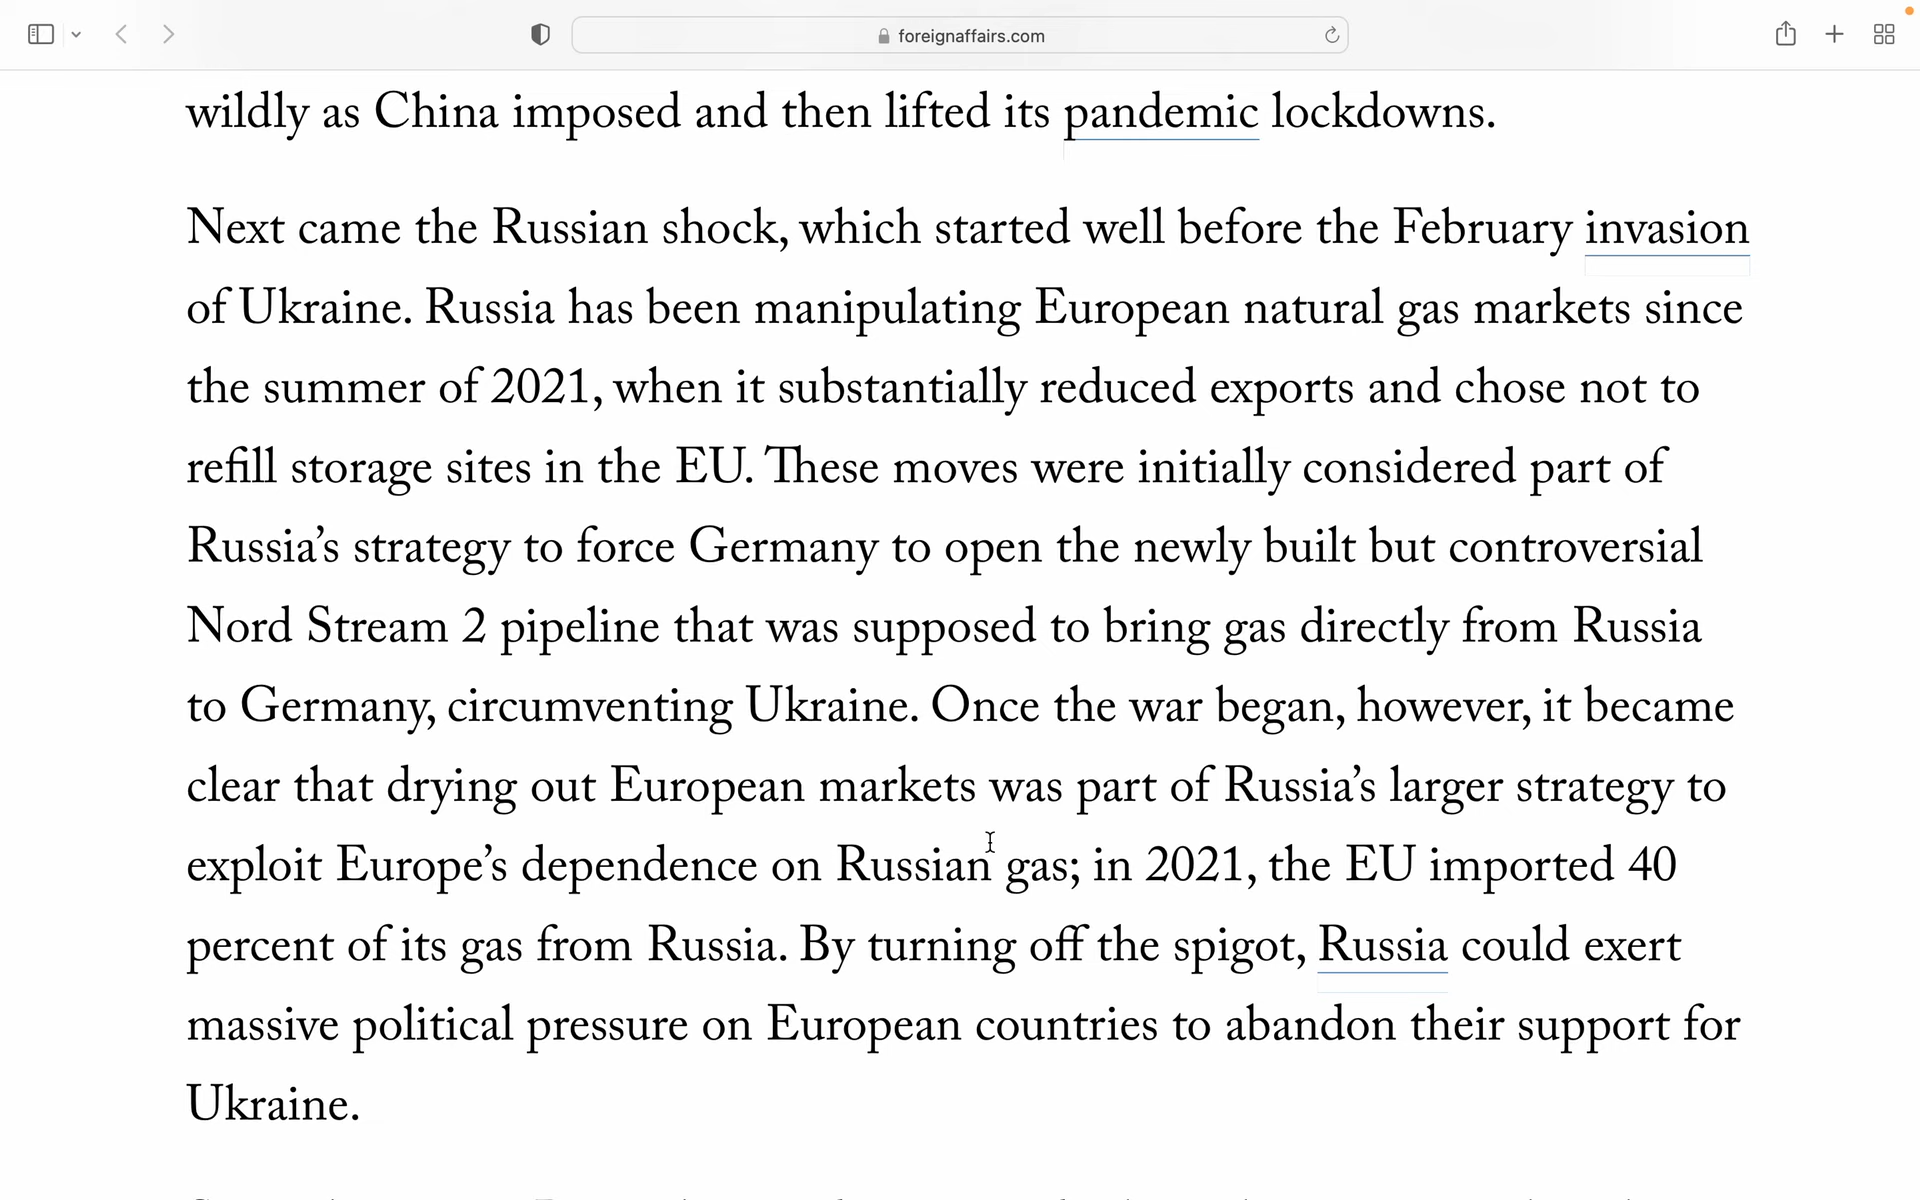 foreignaffairs.com
wildly as China imposed and then lifted its pandemic lockdowns.
Next came the Russian shock, which started well before the February invasion
of Ukraine. Russia has been manipulating European natural gas markets since
the summer of 2021, when it substantially reduced exports and chose not to
refill storage sites in the EU. These moves were initially considered part of
Russia’s strategy to force Germany to open the newly built but controversial
Nord Stream 2 pipeline that was supposed to bring gas directly from Russia
to Germany, circumventing Ukraine. Once the war began, however, it became
clear that drying out European markets was part of Russia’s larger strategy to
exploit Europe’s dependence on Russian gas; in 2021, the EU imported 40
percent of its gas from Russia. By turning off the spigot, Russia could exert
massive political pressure on European countries to abandon their support for
Ukraine.